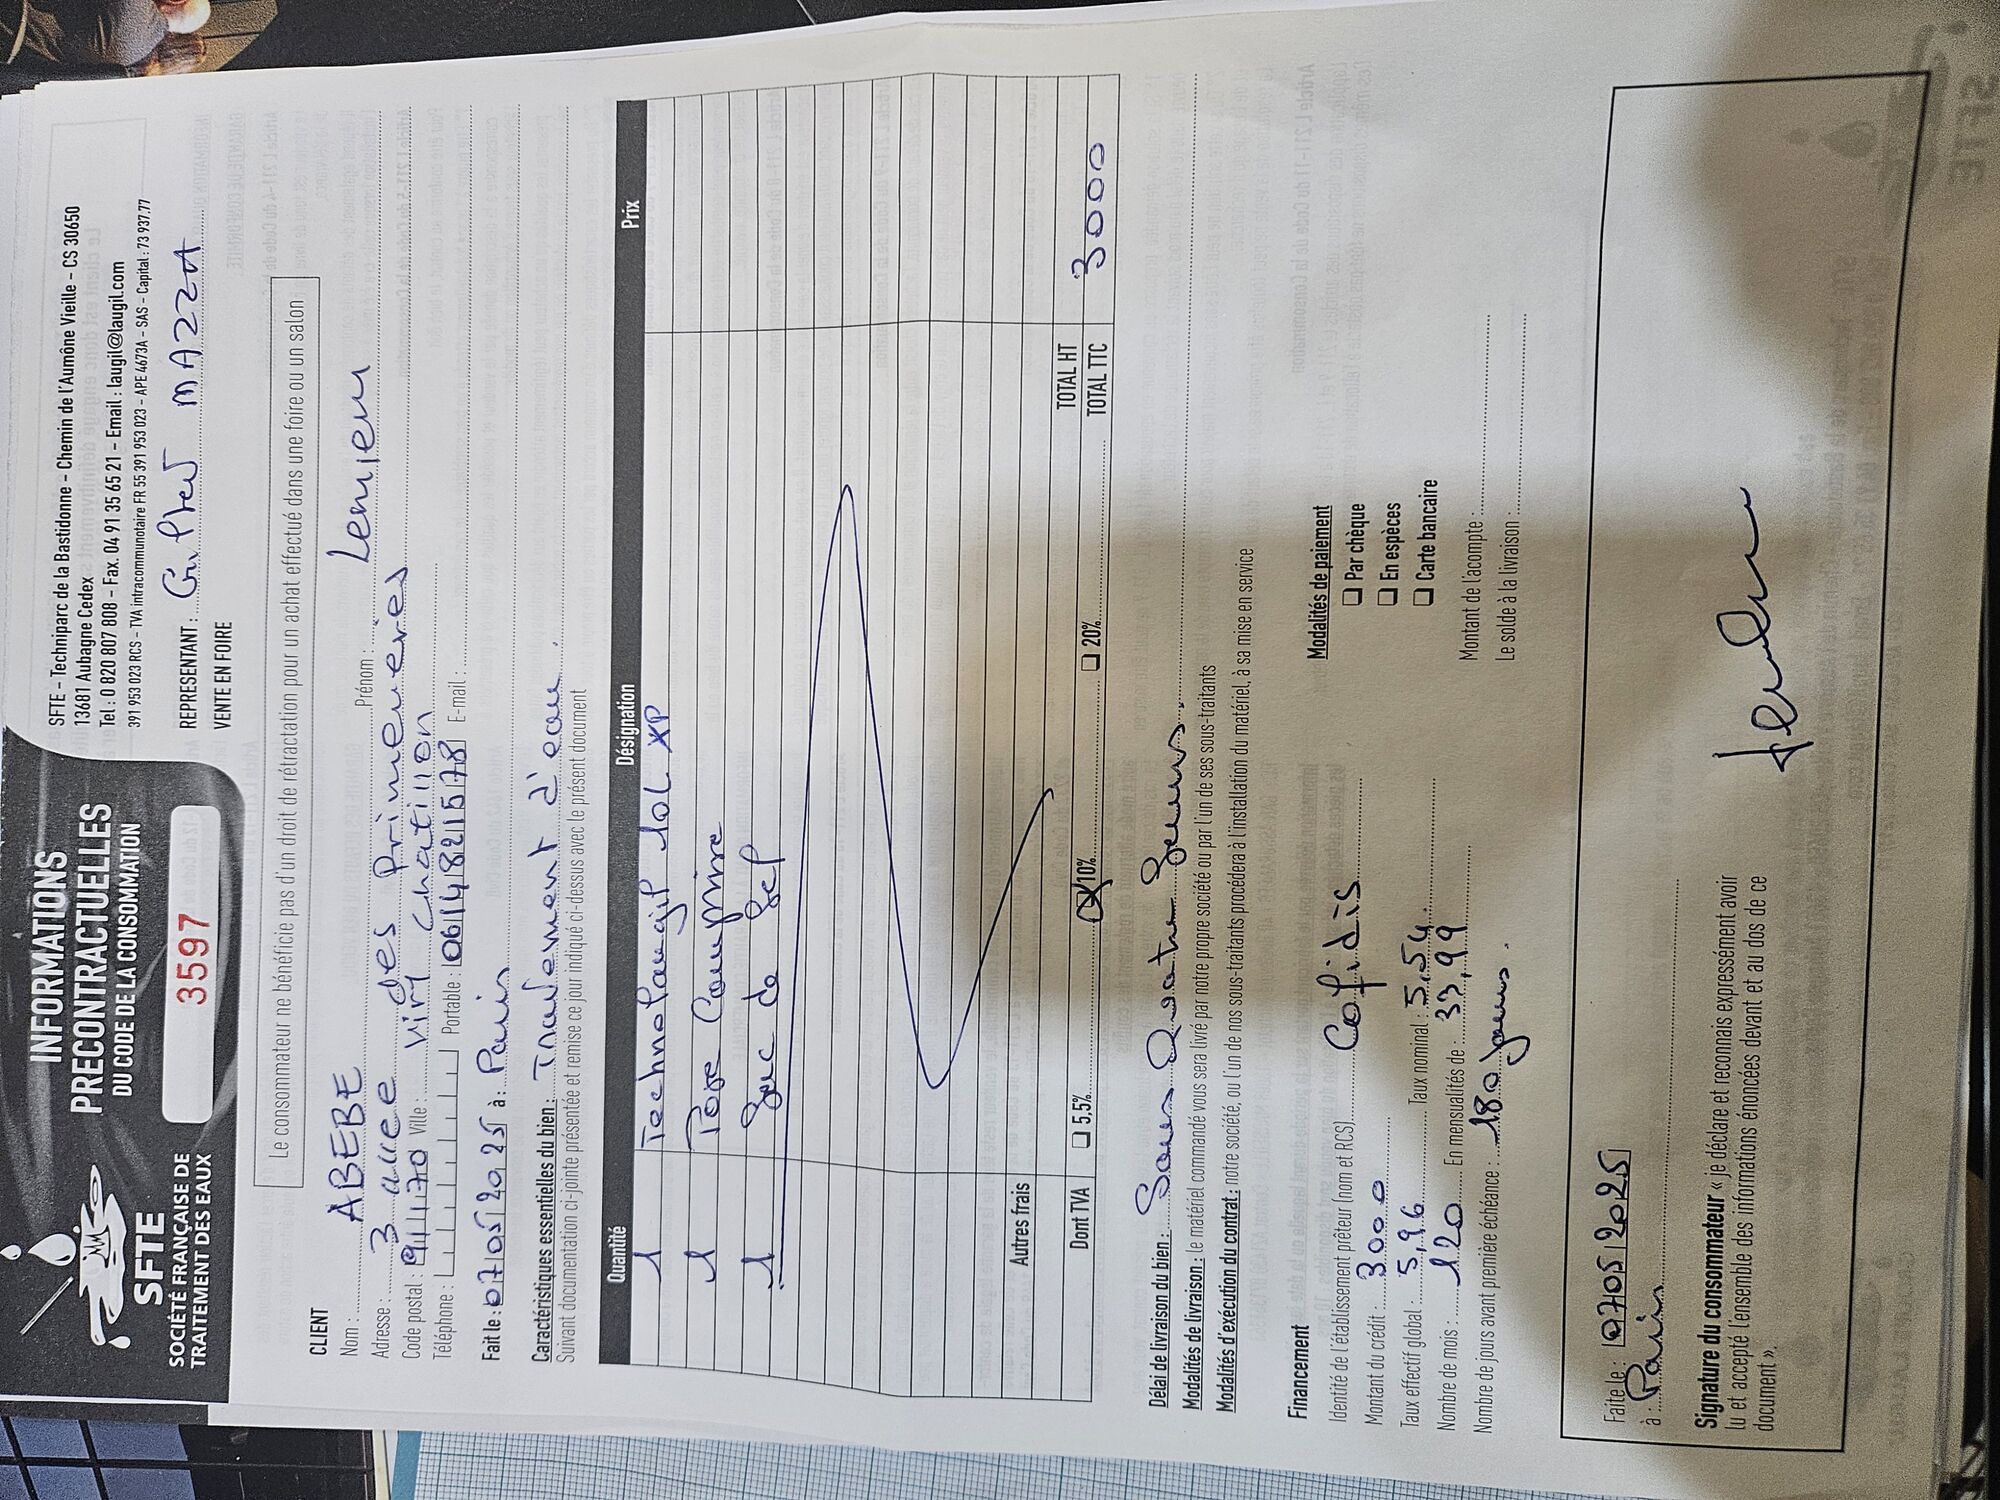 INFORMATIONS
PRECONTRACTUELLES
DU CODE DE LA CONSOMMATION
3597
SFTE
SOCIÉTÉ FRANÇAISE DE
TRAITEMENT DES EAUX
SFTE – Techniparc de la Bastidonne – Chemin de l'Aumône Vieille – CS 30650
13681 Aubagne Cedex
Tel : 0 820 807 808 – Fax. 04 91 35 65 21 – Email : laugil@laugil.com
391 953 023 RCS – TVA intracommunotaire FR 55 391 953 023 – APE 4673A – SAS – Capital : 73 937,77
REPRESENTANT : MAZZA
VENTE EN FOIRE
Le consommateur ne bénéficie pas d'un droit de rétractation pour un achat effectué dans une foire ou un salon
CLIENT
Nom : ABEBE Prénom : Lemien
Adresse : 3 allée des Primeveres
Code postal : 91170 Ville : Viry Chatillon
Téléphone : Portable : 0614821578 E-mail :
Fait le : 07 05 2025 à : Paris
Caractéristiques essentielles du bien : Traitement d'eau.
Suivant documentation ci-jointe présentée et remise ce jour indiqué ci-dessus avec le présent document
Quantité Désignation Prix
1 Technolaugil 10L XP
1 Pose Comprise
1 Sac de Sel
Autres frais
TOTAL HT
Dont TVA 5,5% 10% 20% TOTAL TTC 3000
Délai de livraison du bien : Sous Quatre Semaines.
Modalités de livraison : le matériel commandé vous sera livré par notre propre société ou par l'un de ses sous-traitants
Modalités d'exécution du contrat : notre société, ou l'un de nos sous-traitants procédera à l'installation du matériel, à sa mise en service
Financement
Identité de l'établissement prêteur (nom et RCS) Cofidis
Montant du crédit : 3000
Taux effectif global : 5,96 Taux nominal : 5,54
Nombre de mois : 120 En mensualités de : 33,99
Nombre de jours avant première échéance : 180 jours.
Modalités de paiement
Par chèque
En espèces
Carte bancaire
Montant de l'acompte :
Le solde à la livraison :
Faite le : 07 05 2025
à : Paris
Signature du consommateur « je déclare et reconnais expressément avoir
lu et accepté l'ensemble des informations énoncées devant et au dos de ce
document ».